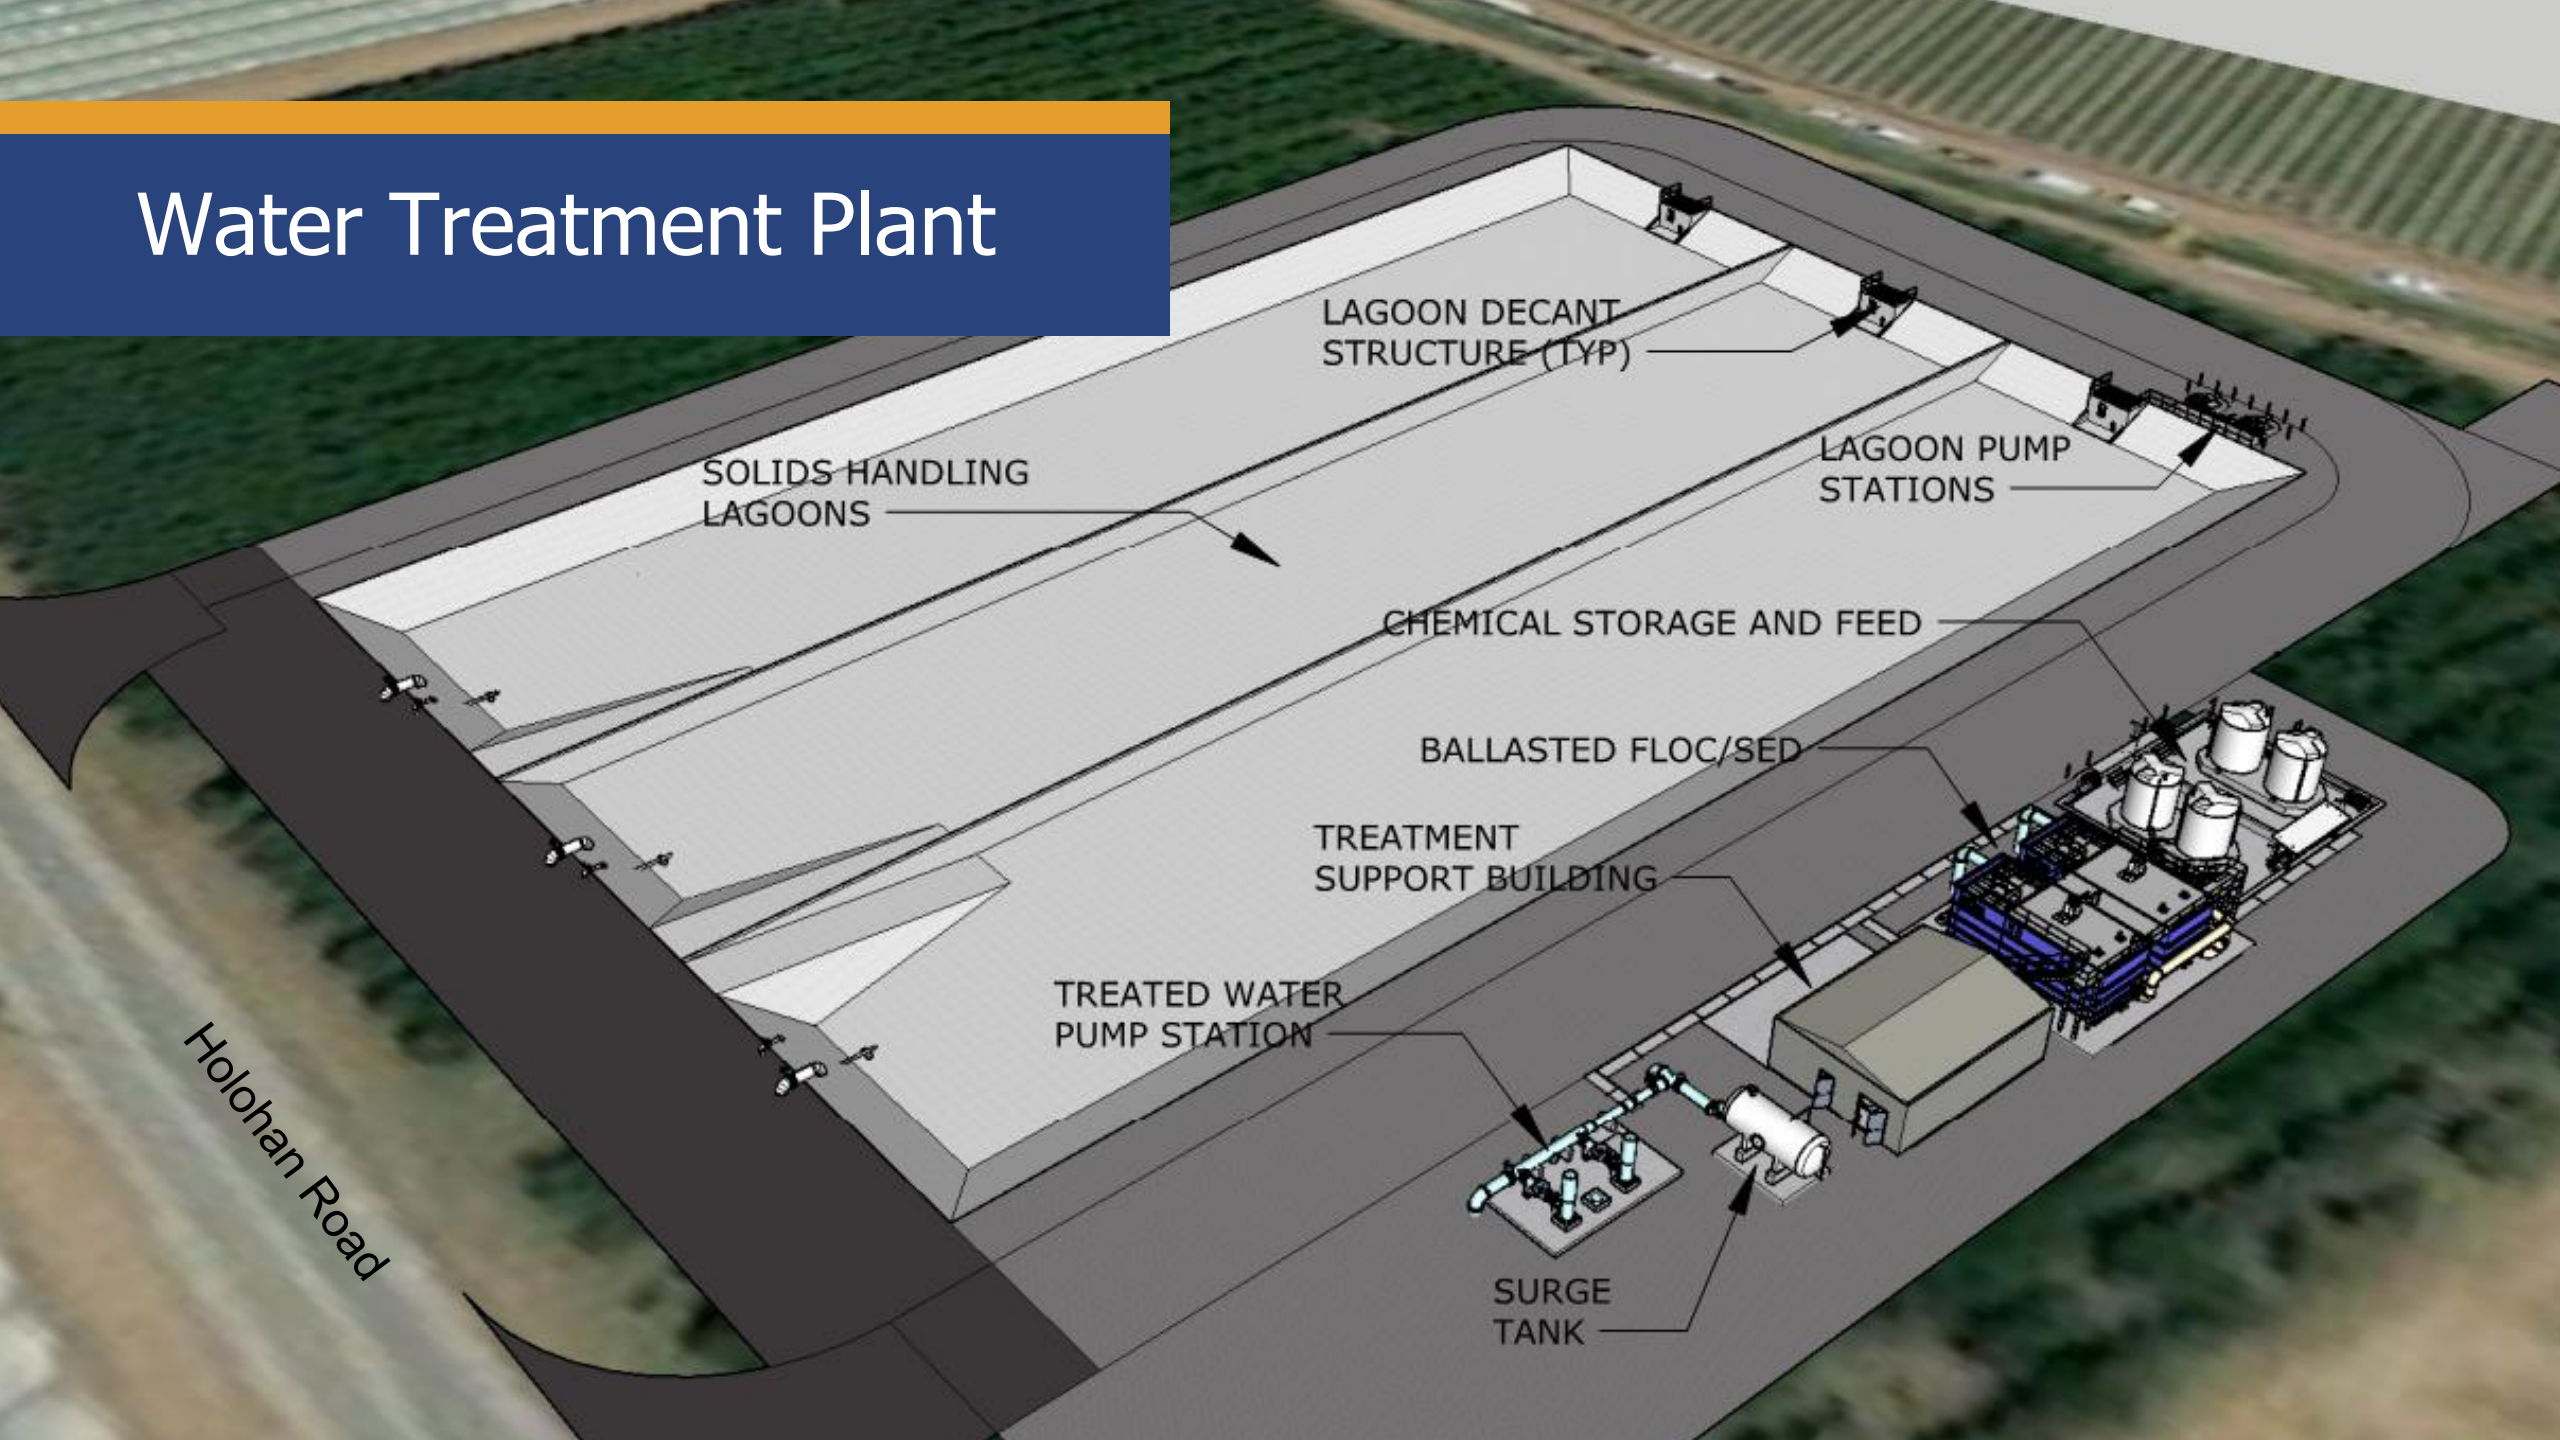 Water Treatment Plant
LAGOON DECANT
STRUCTURE (TYP)
SOLIDS HANDLING
LAGOONS
LAGOON PUMP
STATIONS
CHEMICAL STORAGE AND FEED
BALLASTED FLOC/SED
TREATMENT
SUPPORT BUILDING
TREATED WATER
PUMP STATION
Holohan Road
SURGE
TANK